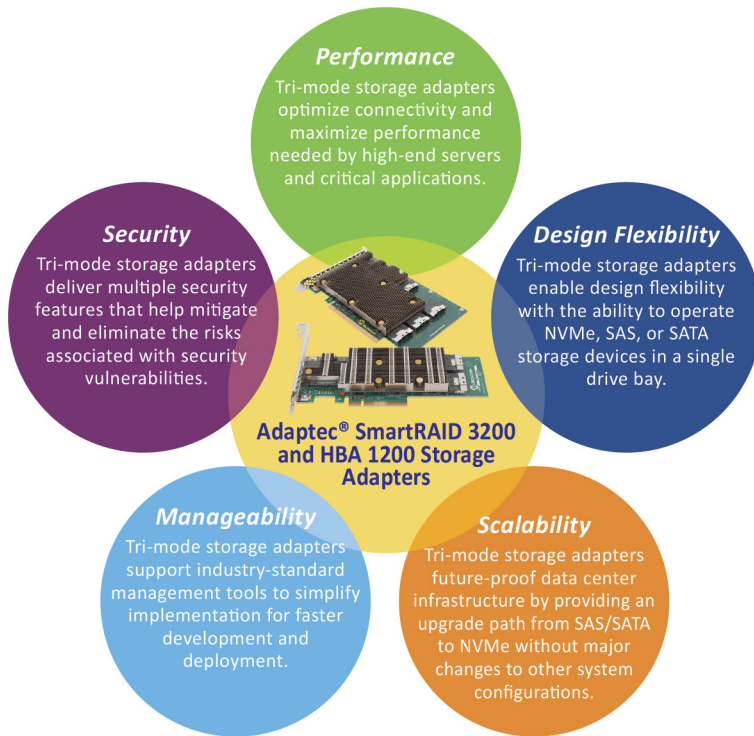 Performance
Tri-mode storage adapters
optimize connectivity and
maximize performance
needed by high-end servers
and critical applications.
Security
Tri-mode storage adapters
deliver multiple security
features that help mitigate
and eliminate the risks
associated with security
vulnerabilities.
Design Flexibility
Tri-mode storage adapters
enable design flexibility
with the ability to operate
NVMe, SAS, or SATA
storage devices in a single
drive bay.
Adaptec® SmartRAID 3200
and HBA 1200 Storage
Adapters
Manageability
Tri-mode storage adapters
support industry-standard
management tools to simplify
implementation for faster
development and
deployment.
Scalability
Tri-mode storage adapters
future-proof data center
infrastructure by providing an
upgrade path from SAS/SATA
to NVMe without major
changes to other system
configurations.